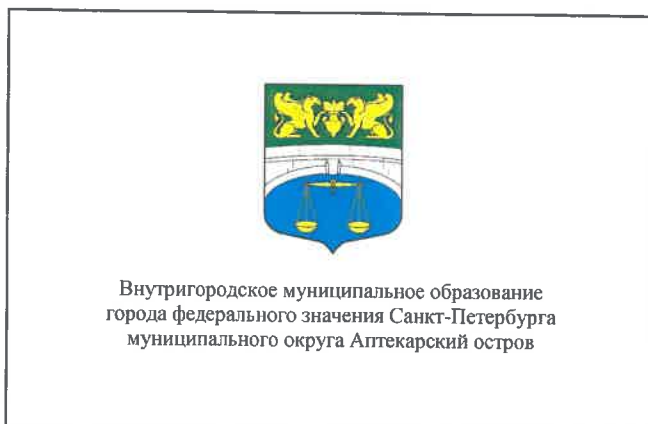 Внутригородское муниципальное образование
города федерального значения Санкт-Петербурга
муниципального округа Аптекарский остров